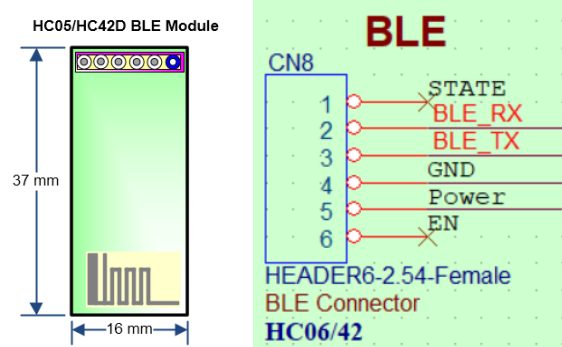 HC05/HC42D BLE Module
37 mm
16 mm
BLE
CN8
1 STATE
2 BLE_RX
3 BLE_TX
4 GND
5 Power
6 EN
HEADER6-2.54-Female
BLE Connector
HC06/42